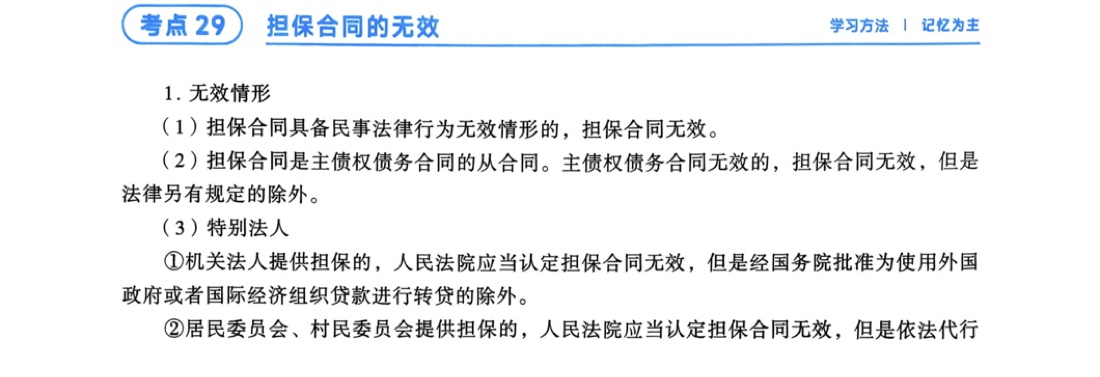 考点 29 担保合同的无效 学习方法 | 记忆为主
1. 无效情形
（1）担保合同具备民事法律行为无效情形的，担保合同无效。
（2）担保合同是主债权债务合同的从合同。主债权债务合同无效的，担保合同无效，但是
法律另有规定的除外。
（3）特别法人
①机关法人提供担保的，人民法院应当认定担保合同无效，但是经国务院批准为使用外国
政府或者国际经济组织贷款进行转贷的除外。
②居民委员会、村民委员会提供担保的，人民法院应当认定担保合同无效，但是依法代行